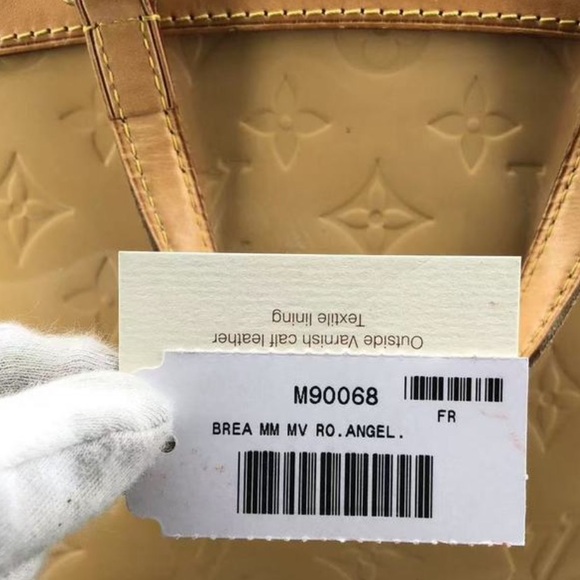 Outside Varnish calf leather
Textile lining
M90068
FR
BREA MM MV RO.ANGEL.